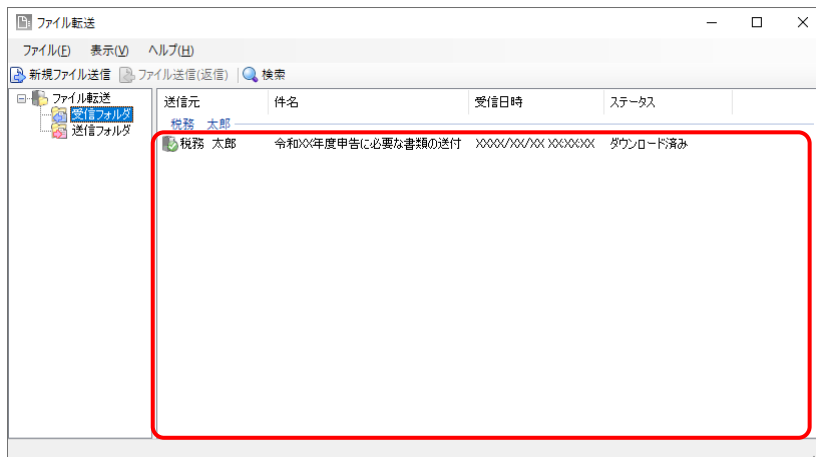 ファイル転送
ファイル(F) 表示(V) ヘルプ(H)
新規ファイル送信 ファイル送信(返信) 検索
ファイル転送
受信フォルダ
送信フォルダ
送信元 件名 受信日時 ステータス
税務 太郎
税務 太郎 令和XX年度申告に必要な書類の送付 XXXX/XX/XX XX:XX:XX ダウンロード済み